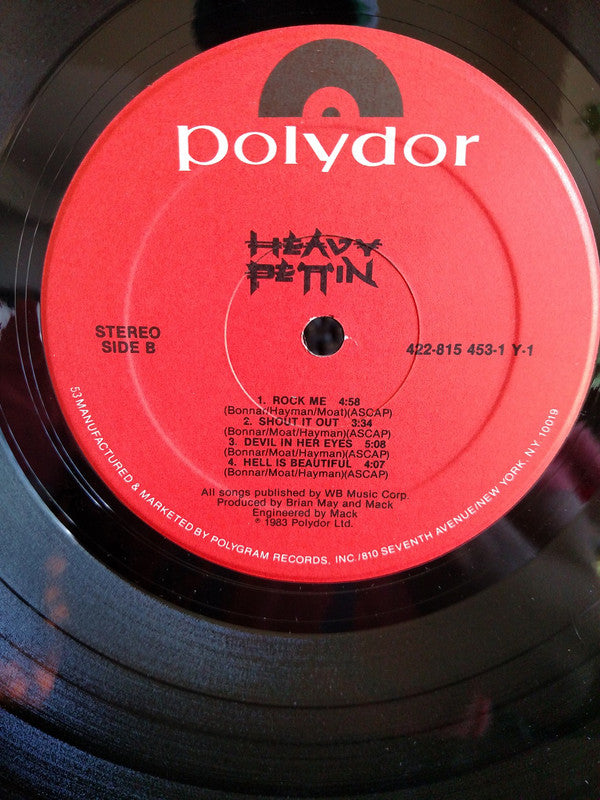 polydor
HEAVY
PETTIN
STEREO
SIDE B
422-815 453-1 Y-1
1. ROCK ME 4:58
(Bonnar/Hayman/Moat)(ASCAP)
2. SHOUT IT OUT 3:34
(Bonnar/Moat/Hayman)(ASCAP)
3. DEVIL IN HER EYES 5:08
(Bonnar/Moat/Hayman)(ASCAP)
4. HELL IS BEAUTIFUL 4:07
(Bonnar/Moat/Hayman)(ASCAP)
All songs published by WB Music Corp.
Produced by Brian May and Mack
Engineered by Mack
℗ 1983 Polydor Ltd.
53 MANUFACTURED & MARKETED BY POLYGRAM RECORDS, INC./810 SEVENTH AVENUE/NEW YORK, N.Y. 10019